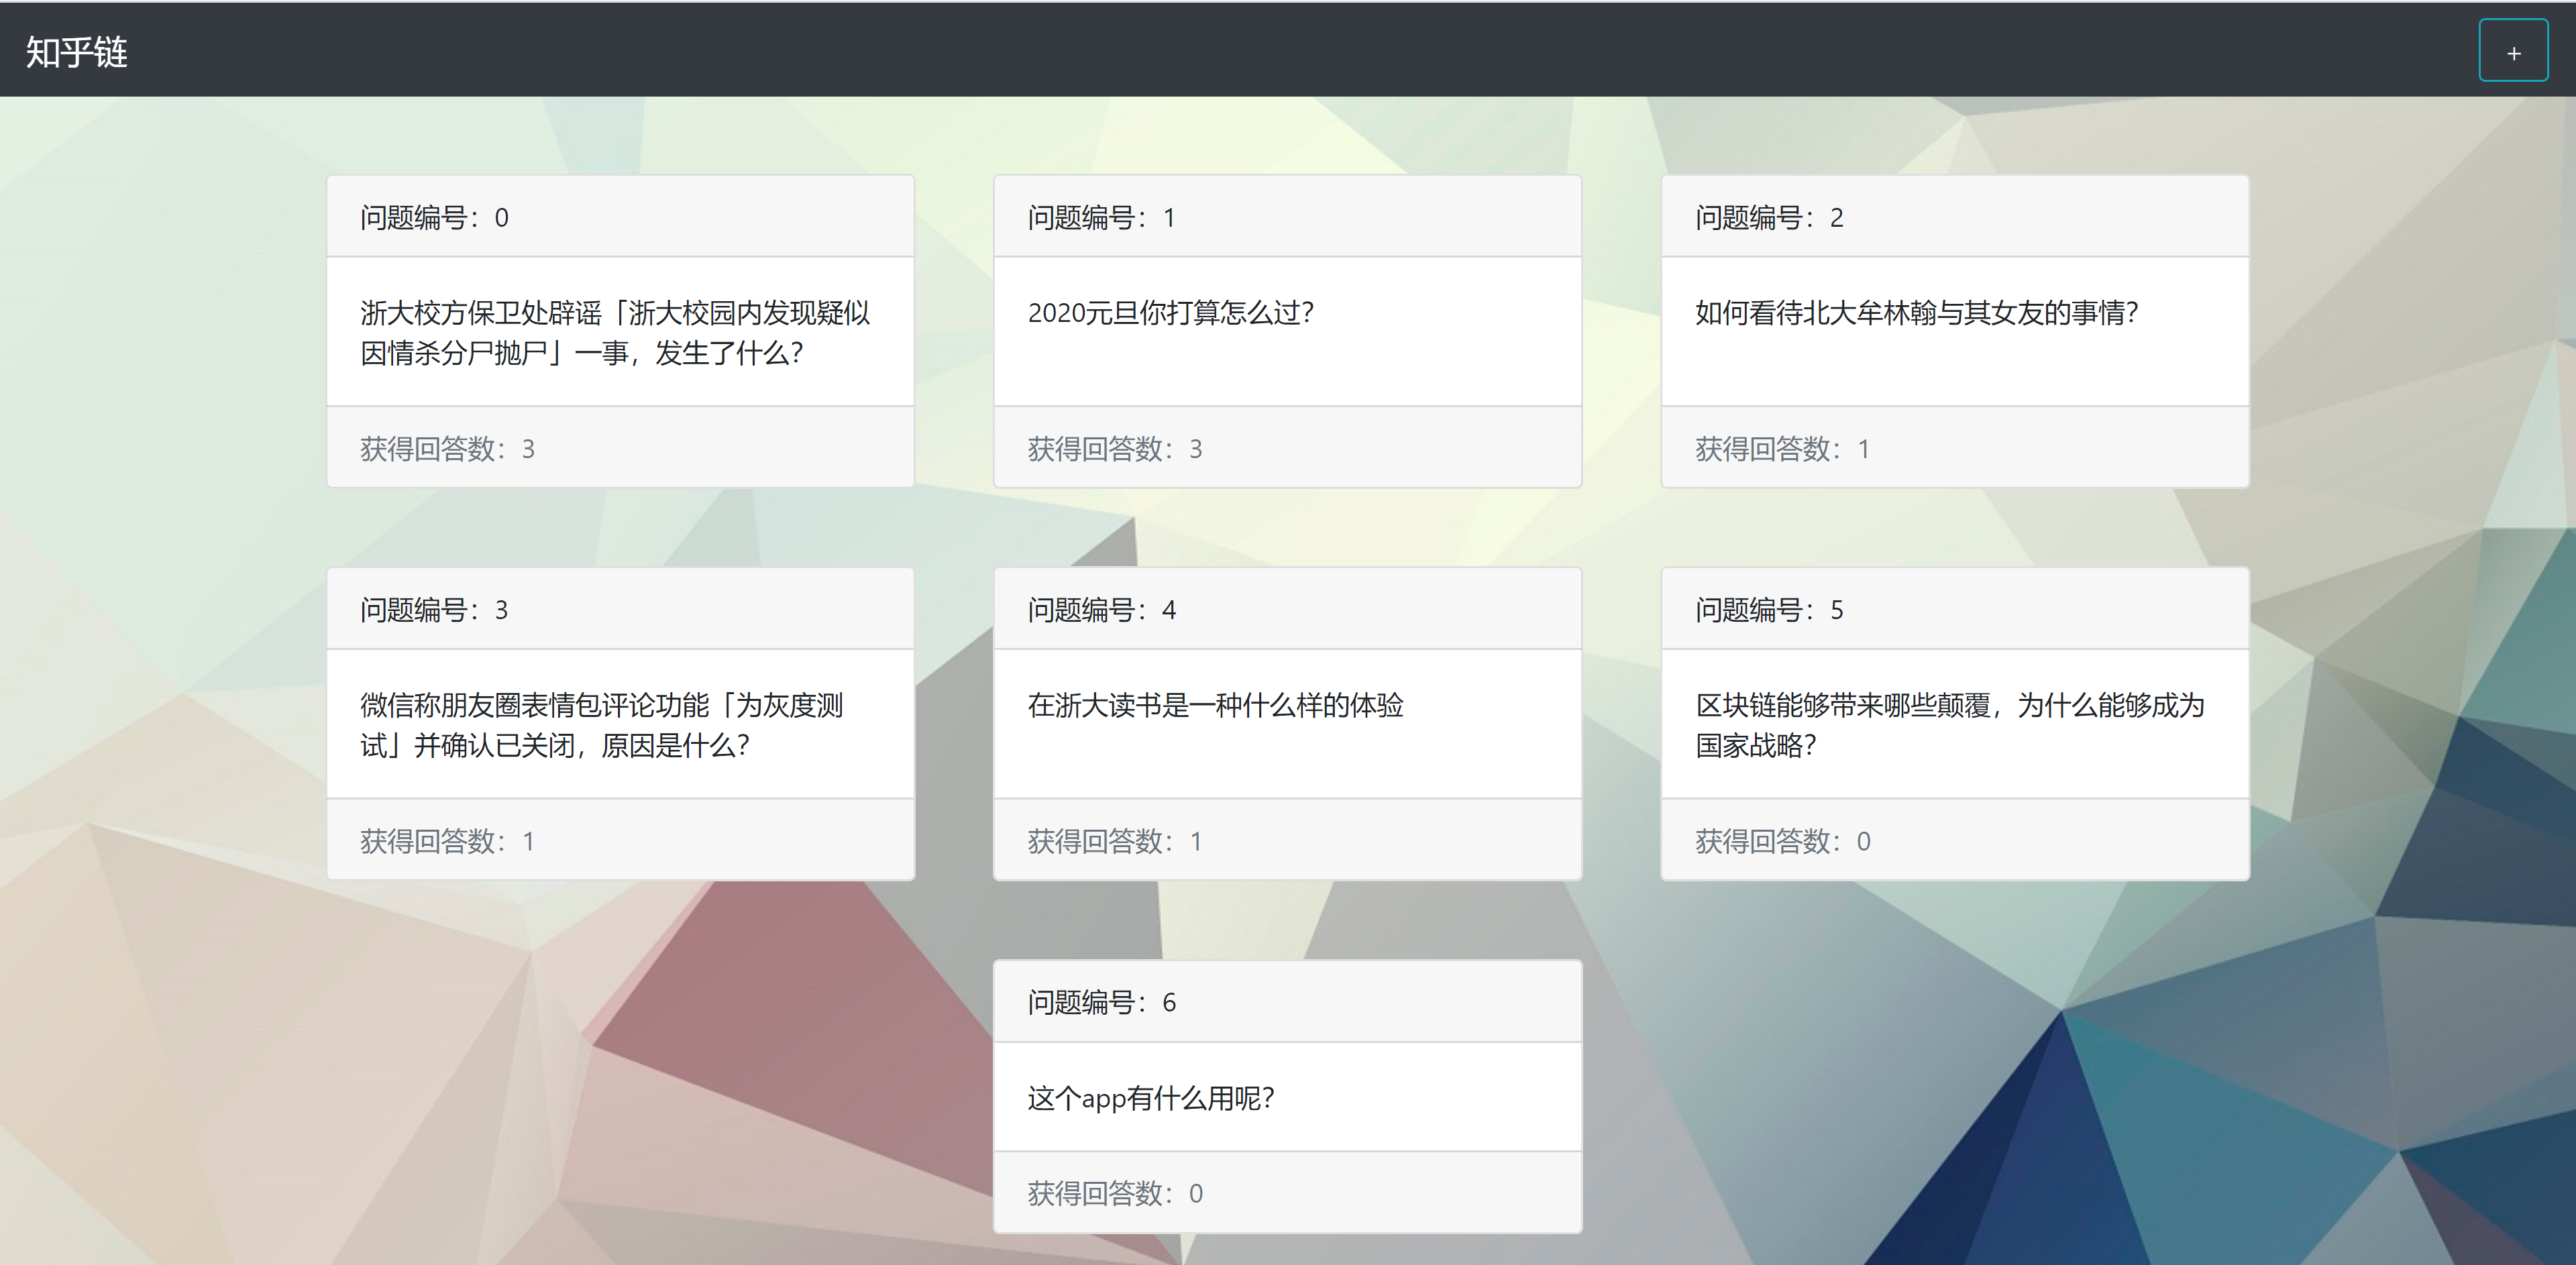 知乎链
+
问题编号：0
浙大校方保卫处辟谣「浙大校园内发现疑似
因情杀分尸抛尸」一事，发生了什么？
获得回答数：3
问题编号：1
2020元旦你打算怎么过？
获得回答数：3
问题编号：2
如何看待北大牟林翰与其女友的事情？
获得回答数：1
问题编号：3
微信称朋友圈表情包评论功能「为灰度测
试」并确认已关闭，原因是什么？
获得回答数：1
问题编号：4
在浙大读书是一种什么样的体验
获得回答数：1
问题编号：5
区块链能够带来哪些颠覆，为什么能够成为
国家战略？
获得回答数：0
问题编号：6
这个app有什么用呢？
获得回答数：0